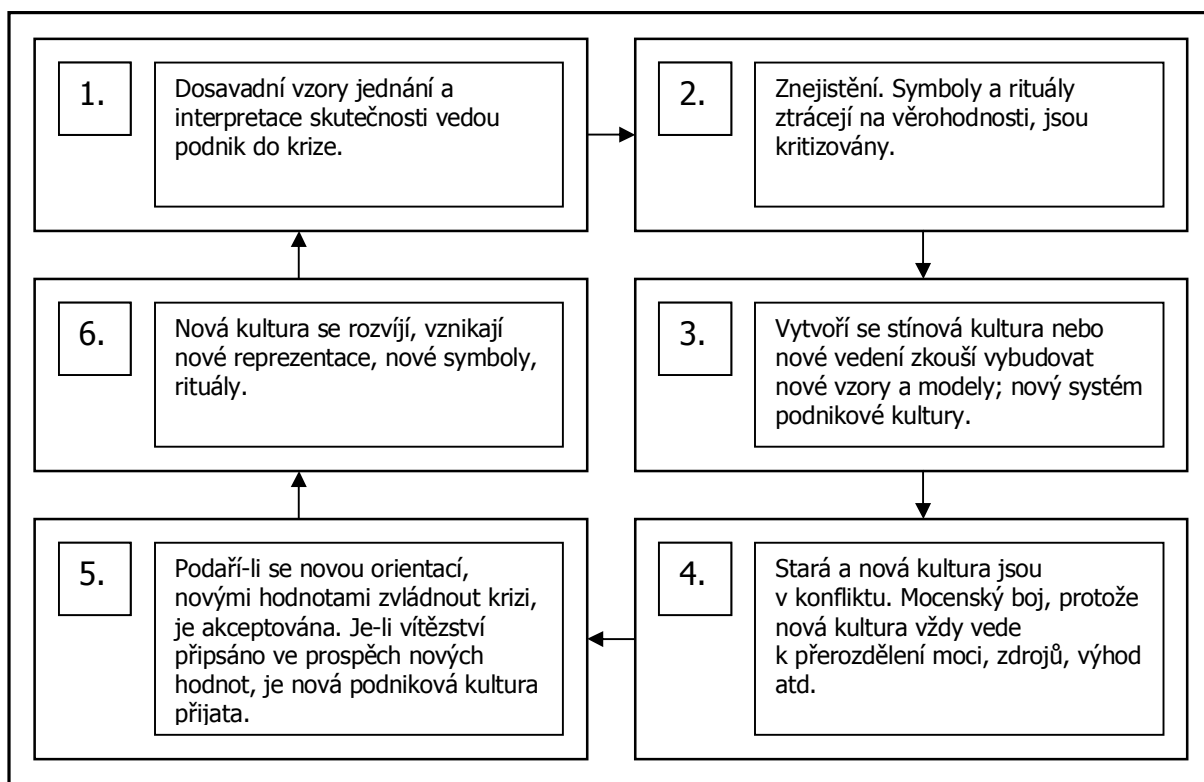 1.
Dosavadní vzory jednání a
interpretace skutečnosti vedou
podnik do krize.
2.
Znejistění. Symboly a rituály
ztrácejí na věrohodnosti, jsou
kritizovány.
3.
Vytvoří se stínová kultura nebo
nové vedení zkouší vybudovat
nové vzory a modely; nový systém
podnikové kultury.
4.
Stará a nová kultura jsou
v konfliktu. Mocenský boj, protože
nová kultura vždy vede
k přerozdělení moci, zdrojů, výhod
atd.
5.
Podaří-li se novou orientací,
novými hodnotami zvládnout krizi,
je akceptována. Je-li vítězství
připsáno ve prospěch nových
hodnot, je nová podniková kultura
přijata.
6.
Nová kultura se rozvíjí, vznikají
nové reprezentace, nové symboly,
rituály.